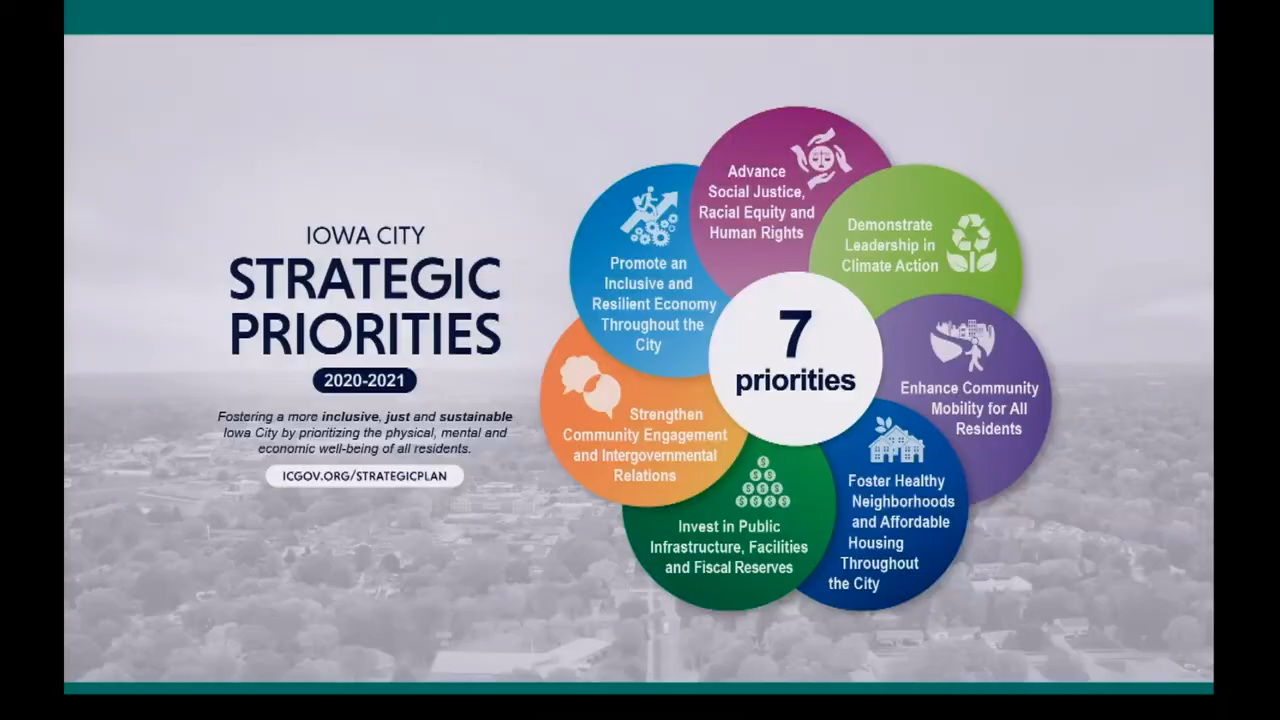 IOWA CITY
STRATEGIC
PRIORITIES
2020-2021
Fostering a more inclusive, just and sustainable
Iowa City by prioritizing the physical, mental and
economic well-being of all residents.
ICGOV.ORG/STRATEGICPLAN
7
priorities
Advance
Social Justice,
Racial Equity and
Human Rights
Demonstrate
Leadership in
Climate Action
Enhance Community
Mobility for All
Residents
Foster Healthy
Neighborhoods
and Affordable
Housing
Throughout
the City
Invest in Public
Infrastructure, Facilities
and Fiscal Reserves
Strengthen
Community Engagement
and Intergovernmental
Relations
Promote an
Inclusive and
Resilient Economy
Throughout the
City